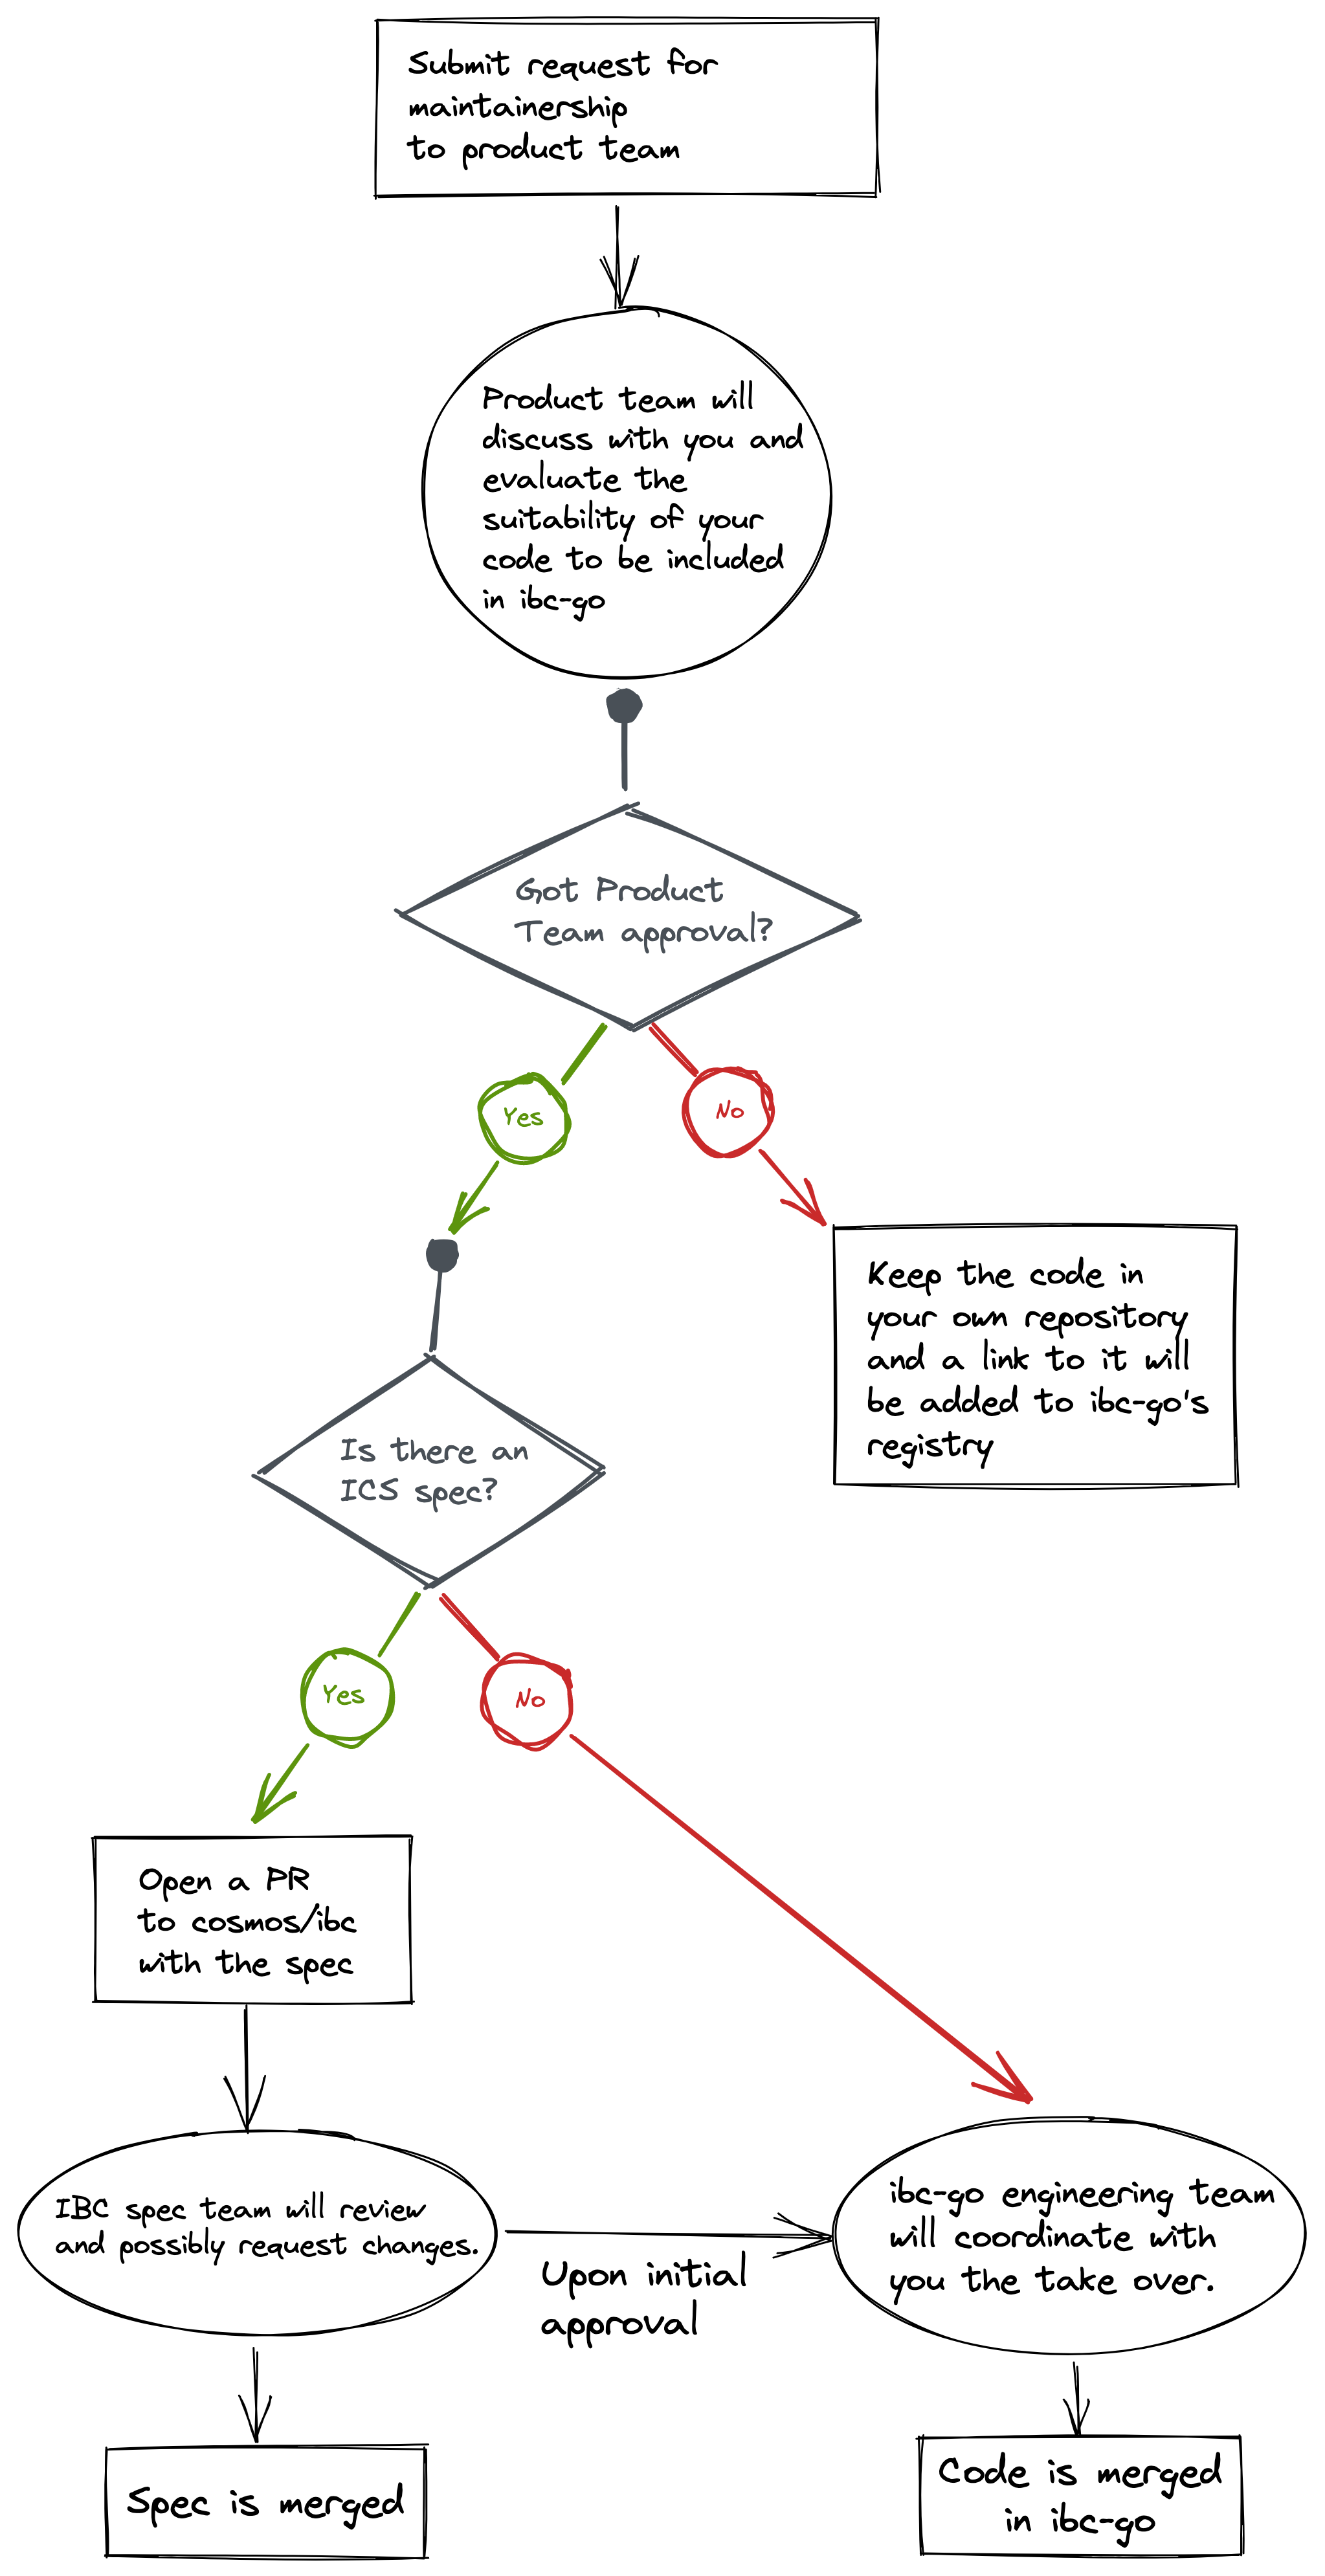 Submit request for
maintainership
to product team
Product team will
discuss with you and
evaluate the
suitability of your
code to be included
in ibc-go
Got Product
Team approval?
Yes
No
Keep the code in
your own repository
and a link to it will
be added to ibc-go's
registry
Is there an
ICS spec?
Yes
No
Open a PR
to cosmos/ibc
with the spec
IBC spec team will review
and possibly request changes.
Upon initial
approval
ibc-go engineering team
will coordinate with
you the take over.
Spec is merged
Code is merged
in ibc-go